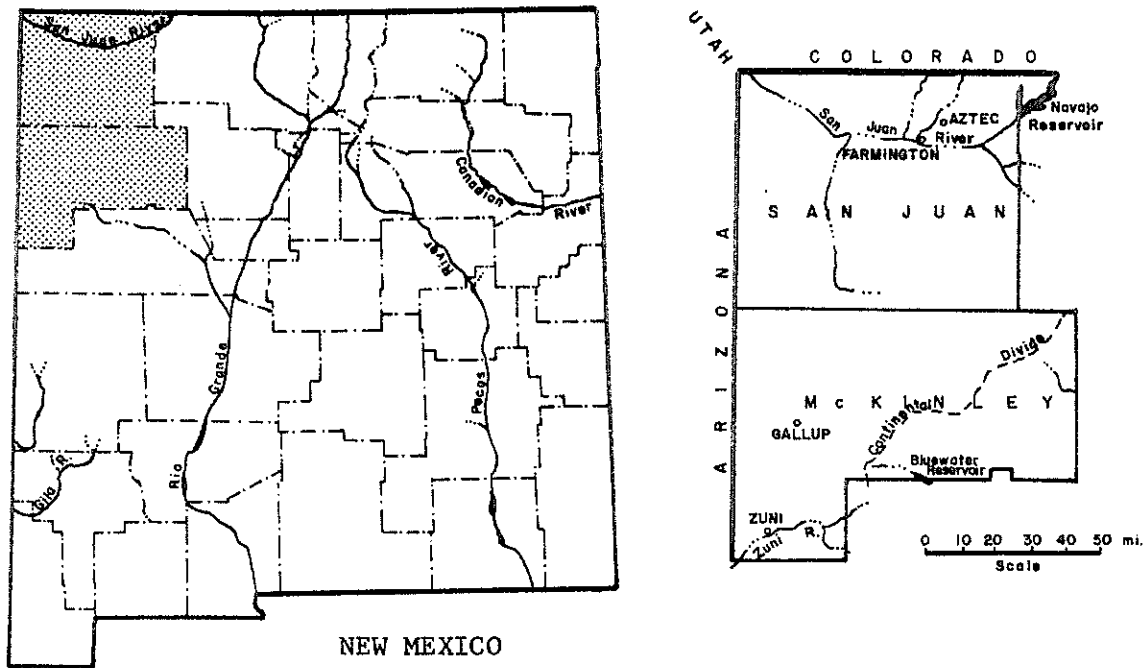 San Juan River
Canadian
River
River
Pecos
Rio
Grande
Gila R.
NEW MEXICO
UTAH
COLORADO
ARIZONA
Navajo
Reservoir
San Juan River
AZTEC
FARMINGTON
SAN JUAN
McKINLEY
Continental Divide
GALLUP
Bluewater
Reservoir
ZUNI
Zuni R.
0 10 20 30 40 50 mi.
Scale